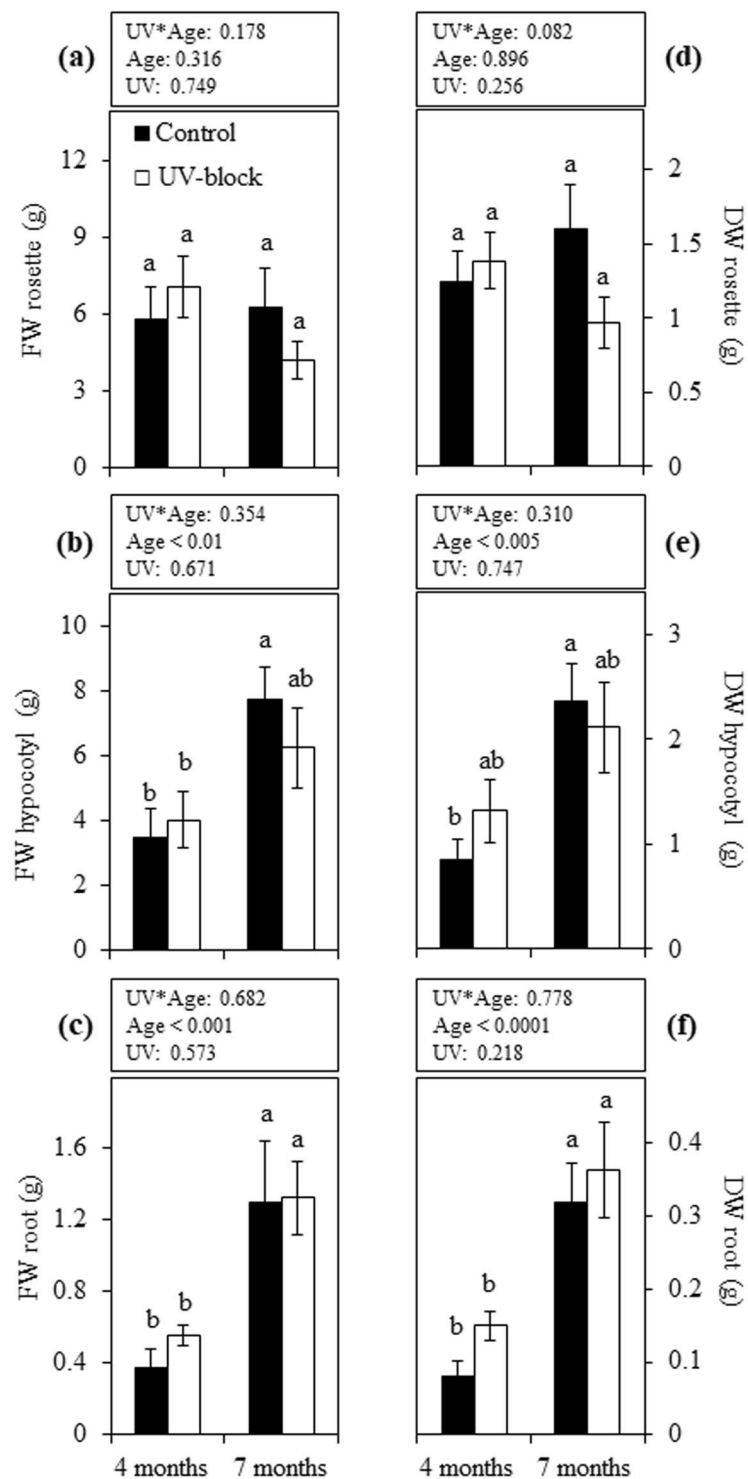 (a)
UV*Age: 0.178
Age: 0.316
UV: 0.749
Control
UV-block
FW rosette (g)
12
9
6
3
0
a
a
a
a
(d)
UV*Age: 0.082
Age: 0.896
UV: 0.256
DW rosette (g)
2
1.5
1
0.5
0
a
a
a
a
(b)
UV*Age: 0.354
Age < 0.01
UV: 0.671
FW hypocotyl (g)
10
8
6
4
2
0
b
b
a
ab
(e)
UV*Age: 0.310
Age < 0.005
UV: 0.747
DW hypocotyl (g)
3
2
1
0
b
ab
a
ab
(c)
UV*Age: 0.682
Age < 0.001
UV: 0.573
FW root (g)
1.6
1.2
0.8
0.4
0
b
b
a
a
4 months 7 months
(f)
UV*Age: 0.778
Age < 0.0001
UV: 0.218
DW root (g)
0.4
0.3
0.2
0.1
0
b
b
a
a
4 months 7 months